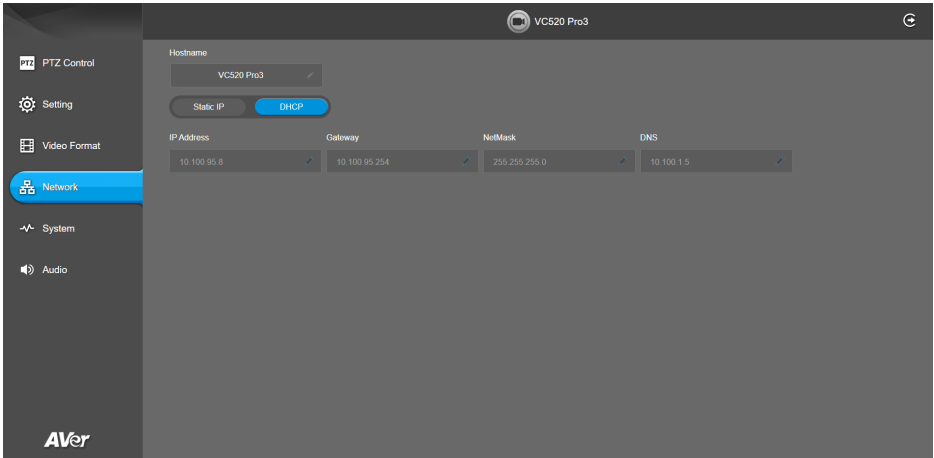 VC520 Pro3
PTZ PTZ Control
Setting
Video Format
Network
System
Audio
AVer
Hostname
VC520 Pro3
Static IP DHCP
IP Address Gateway NetMask DNS
10.100.95.8 10.100.95.254 255.255.255.0 10.100.1.5